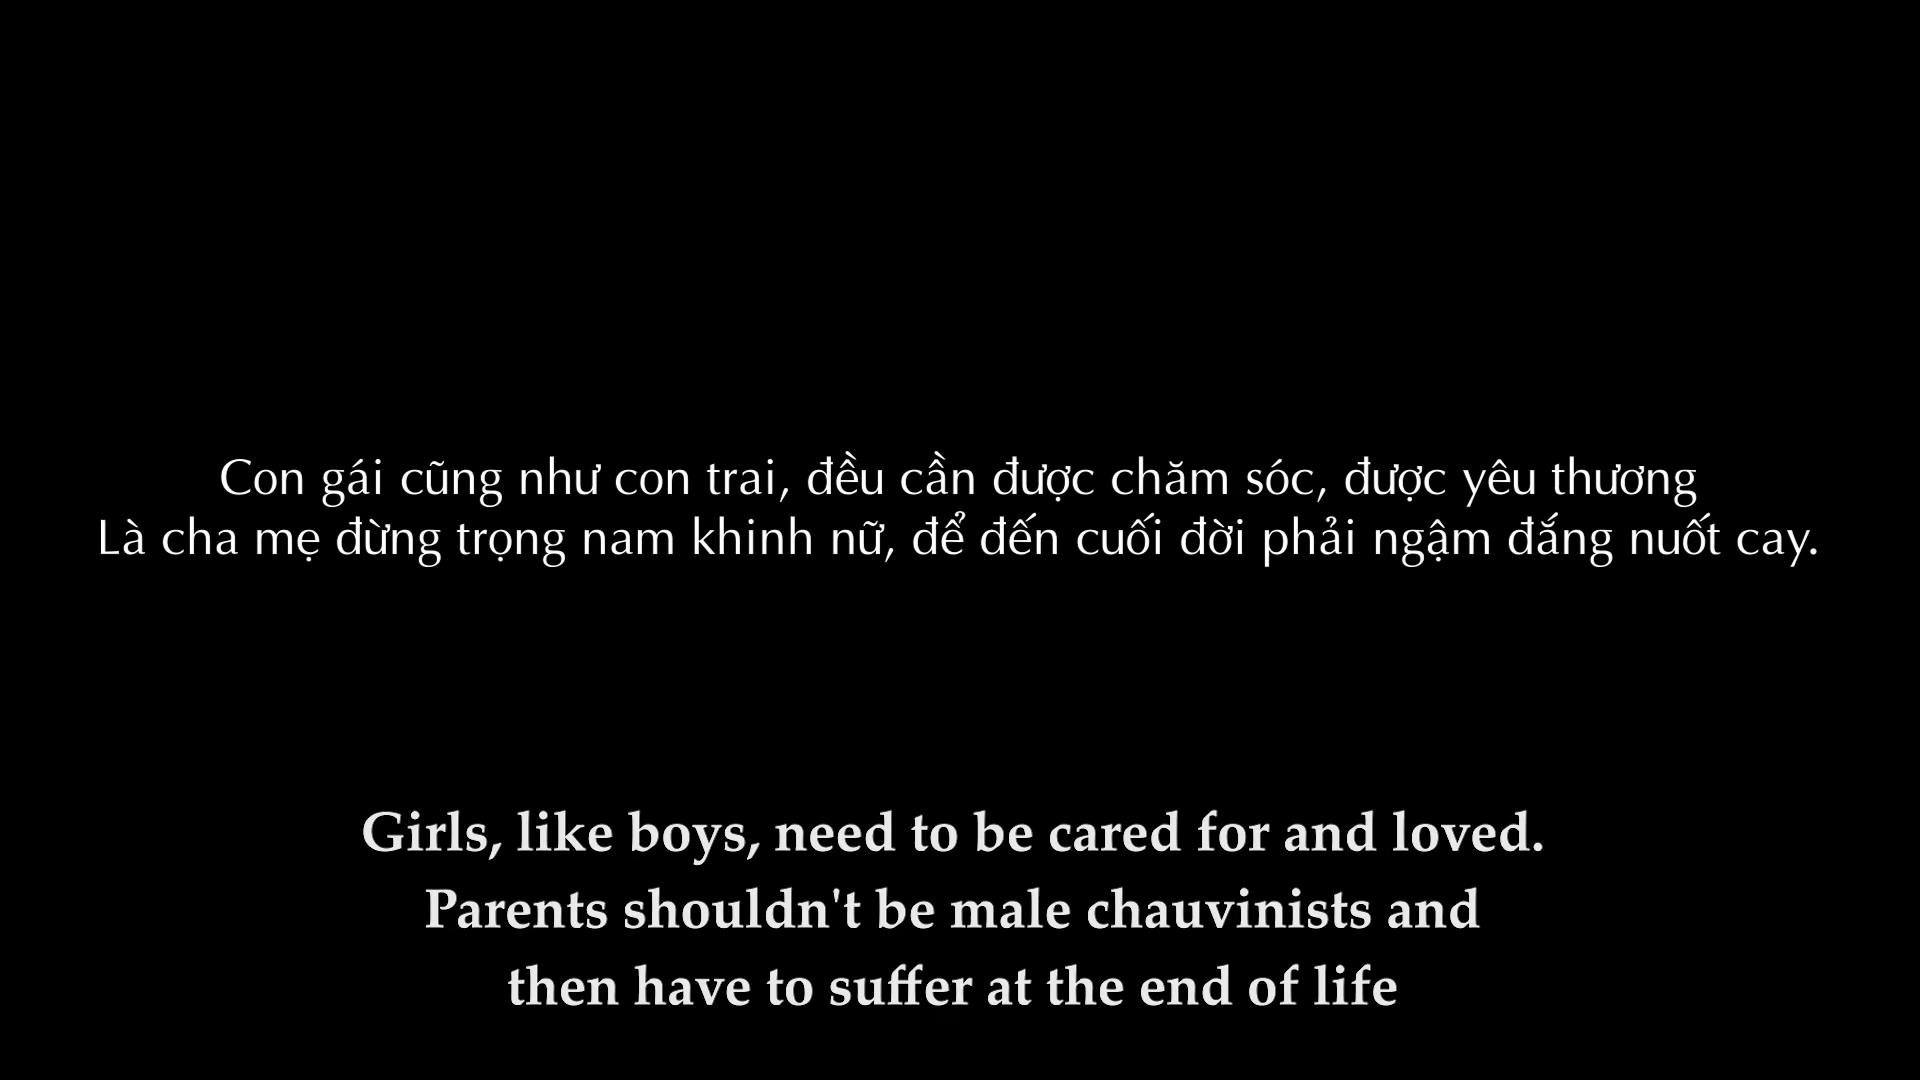 Con gái cũng như con trai, đều cần được chăm sóc, được yêu thương
Là cha mẹ đừng trọng nam khinh nữ, để đến cuối đời phải ngậm đắng nuốt cay.
Girls, like boys, need to be cared for and loved.
Parents shouldn't be male chauvinists and
then have to suffer at the end of life